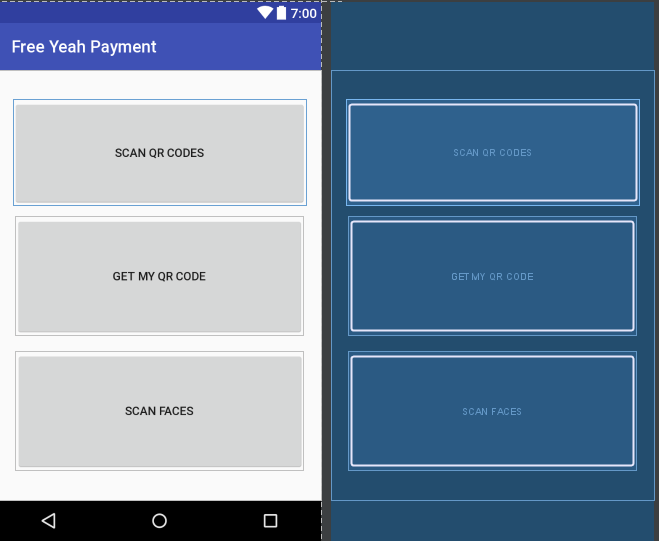 7:00
Free Yeah Payment
SCAN QR CODES
GET MY QR CODE
SCAN FACES
SCAN QR CODES
GET MY QR CODE
SCAN FACES